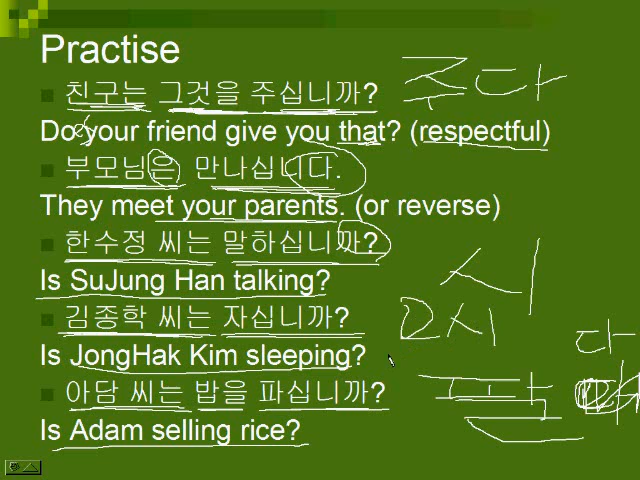 Practise
친구는 그것을 주십니까?
주다
Do your friend give you that? (respectful)
부모님은 만나십니다.
They meet your parents. (or reverse)
한수정 씨는 말하십니까?
시
Is SuJung Han talking?
김종학 씨는 자십니까?
다
Is JongHak Kim sleeping?
아담 씨는 밥을 파십니까?
Is Adam selling rice?